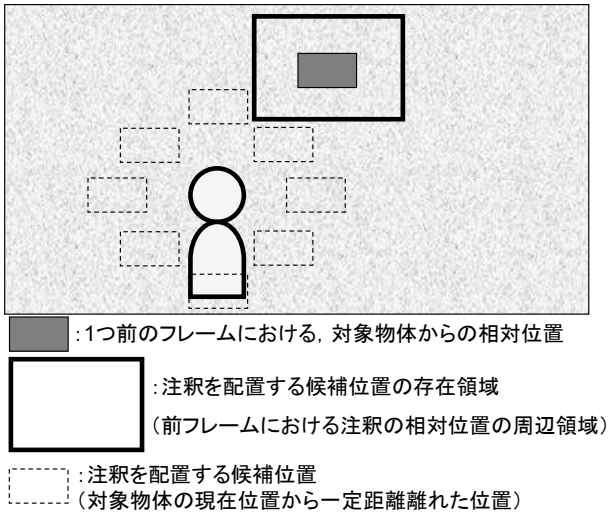 :1つ前のフレームにおける, 対象物体からの相対位置
:注釈を配置する候補位置の存在領域
(前フレームにおける注釈の相対位置の周辺領域)
:注釈を配置する候補位置
(対象物体の現在位置から一定距離離れた位置)